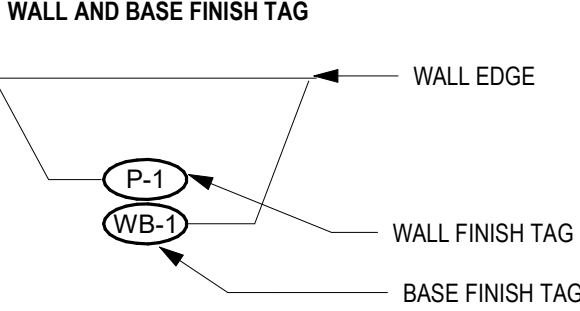 WALL AND BASE FINISH TAG
WALL EDGE
P-1
WB-1
WALL FINISH TAG
BASE FINISH TAG